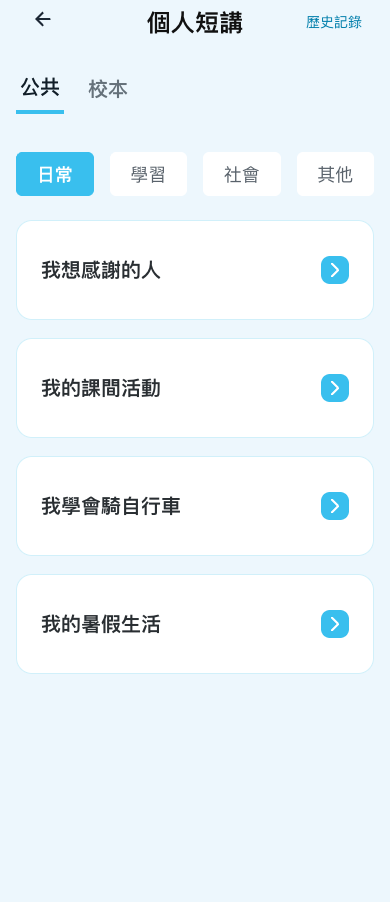 個人短講
歷史記錄
公共
校本
日常
學習
社會
其他
我想感謝的人
我的課間活動
我學會騎自行車
我的暑假生活